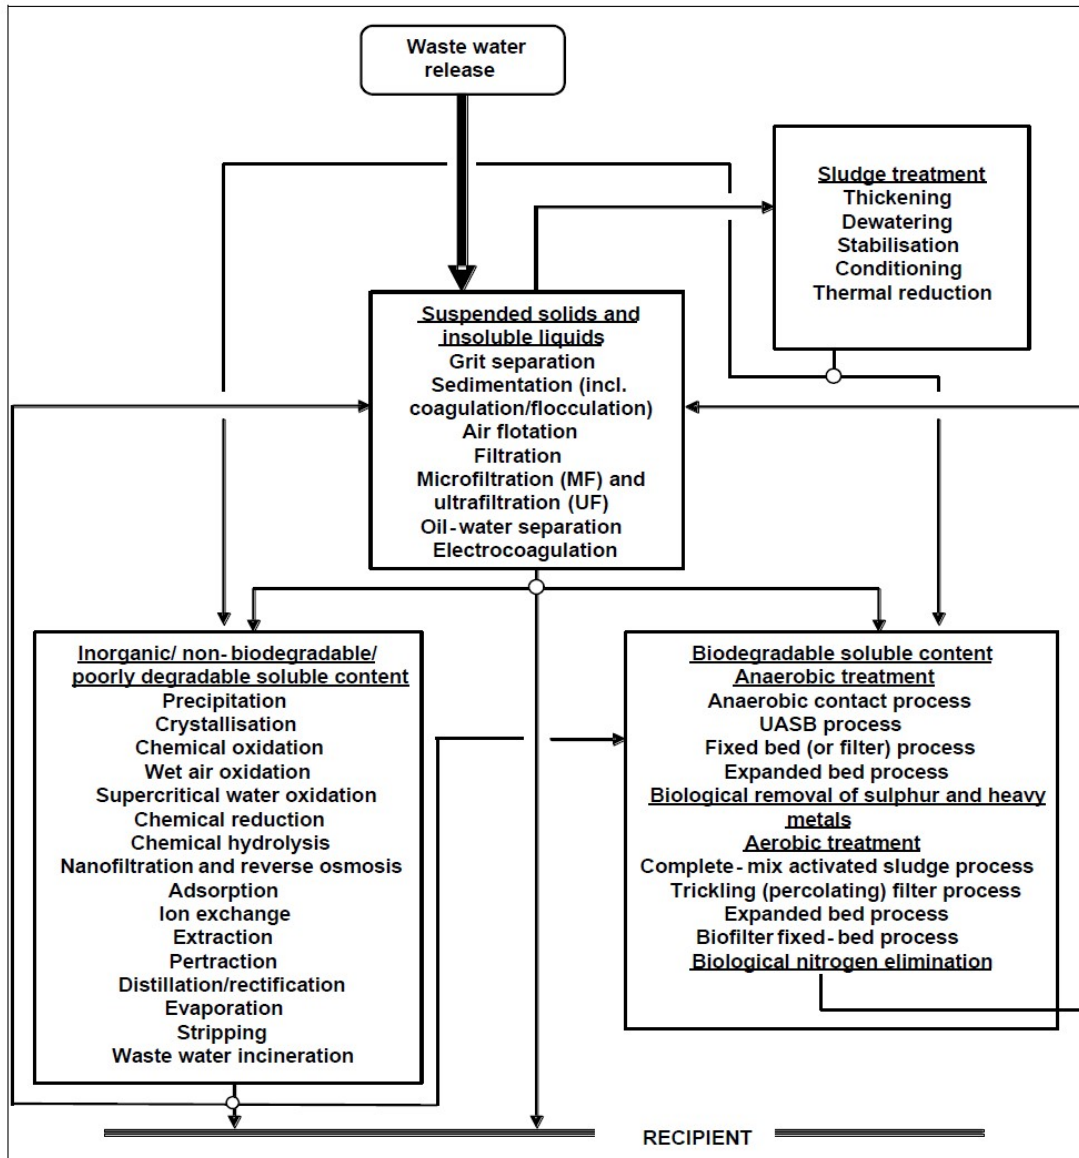 Waste water
release
Sludge treatment
Thickening
Dewatering
Stabilisation
Conditioning
Thermal reduction
Suspended solids and
insoluble liquids
Grit separation
Sedimentation (incl.
coagulation/flocculation)
Air flotation
Filtration
Microfiltration (MF) and
ultrafiltration (UF)
Oil-water separation
Electrocoagulation
Inorganic/ non-biodegradable/
poorly degradable soluble content
Precipitation
Crystallisation
Chemical oxidation
Wet air oxidation
Supercritical water oxidation
Chemical reduction
Chemical hydrolysis
Nanofiltration and reverse osmosis
Adsorption
Ion exchange
Extraction
Pertraction
Distillation/rectification
Evaporation
Stripping
Waste water incineration
Biodegradable soluble content
Anaerobic treatment
Anaerobic contact process
UASB process
Fixed bed (or filter) process
Expanded bed process
Biological removal of sulphur and heavy
metals
Aerobic treatment
Complete-mix activated sludge process
Trickling (percolating) filter process
Expanded bed process
Biofilter fixed-bed process
Biological nitrogen elimination
RECIPIENT